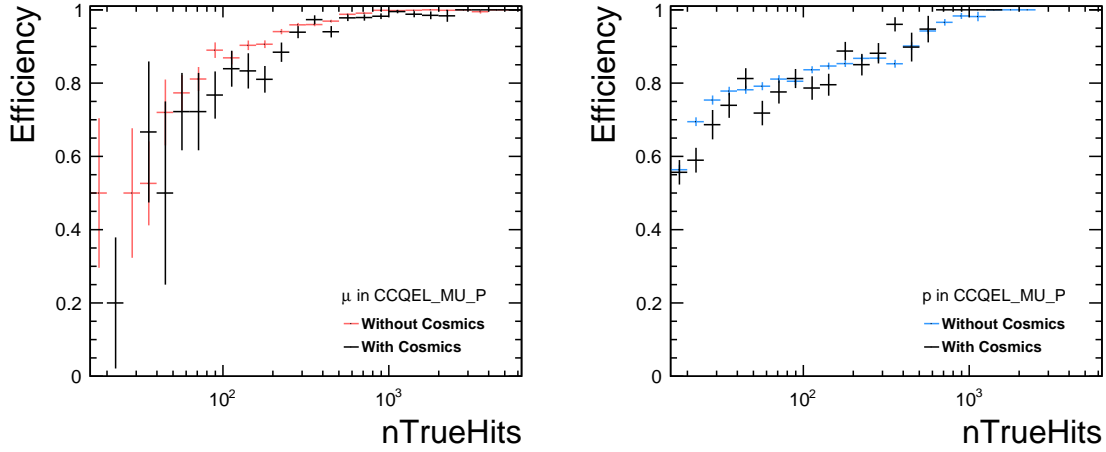 Efficiency
1
0.8
0.6
0.4
0.2
0
μ in CCQEL_MU_P
Without Cosmics
With Cosmics
10²
10³
nTrueHits
Efficiency
1
0.8
0.6
0.4
0.2
0
p in CCQEL_MU_P
Without Cosmics
With Cosmics
10²
10³
nTrueHits